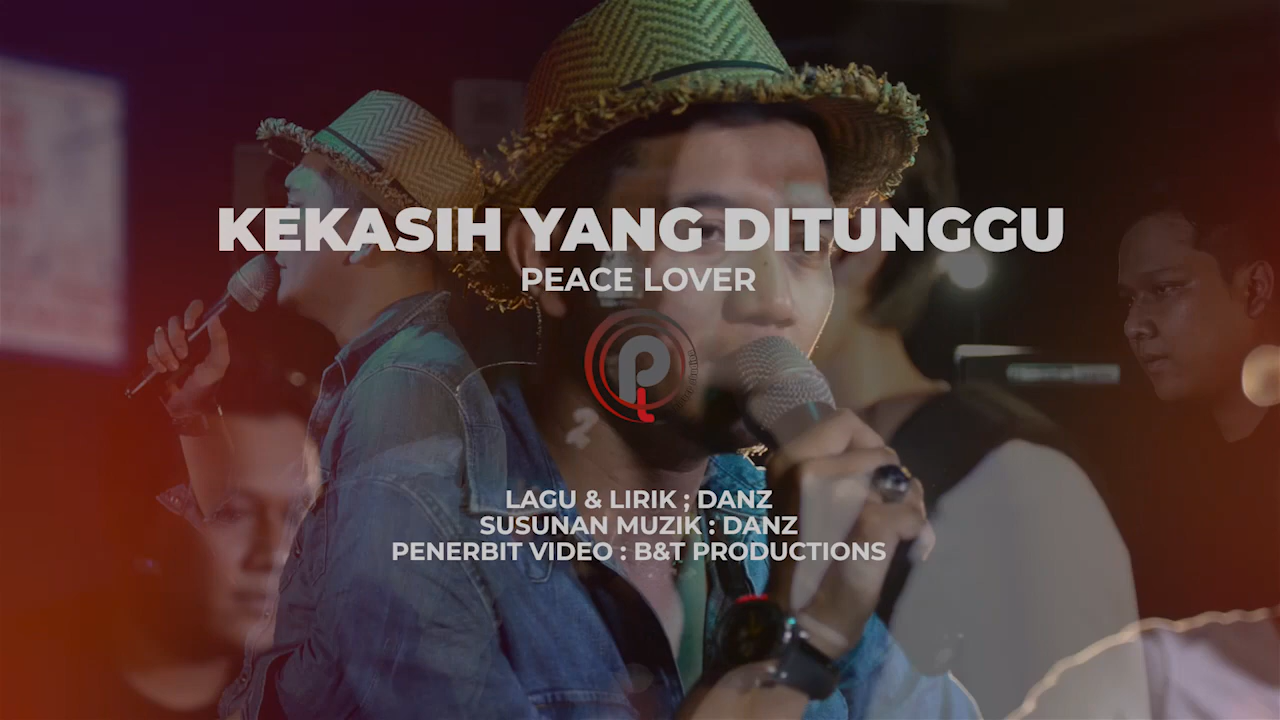 KEKASIH YANG DITUNGGU
PEACE LOVER
LAGU & LIRIK ; DANZ
SUSUNAN MUZIK : DANZ
PENERBIT VIDEO : B&T PRODUCTIONS